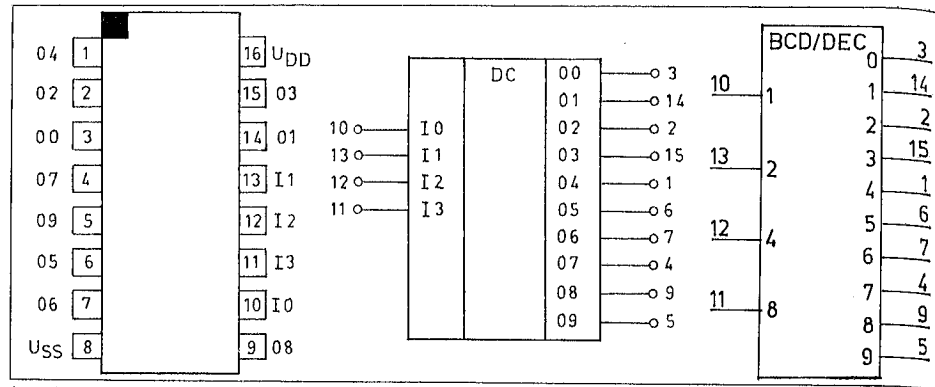 04 1 16 UDD
02 2 15 03
00 3 14 01
07 4 13 I1
09 5 12 I2
05 6 11 I3
06 7 10 I0
USS 8 9 08
DC
00 3
01 14
10 I0 02 2
13 I1 03 15
12 I2 04 1
11 I3 05 6
06 7
07 4
08 9
09 5
BCD/DEC
0 3
10 1 1 14
2 2
13 2 3 15
4 1
12 4 5 6
6 7
11 8 7 4
8 9
9 5